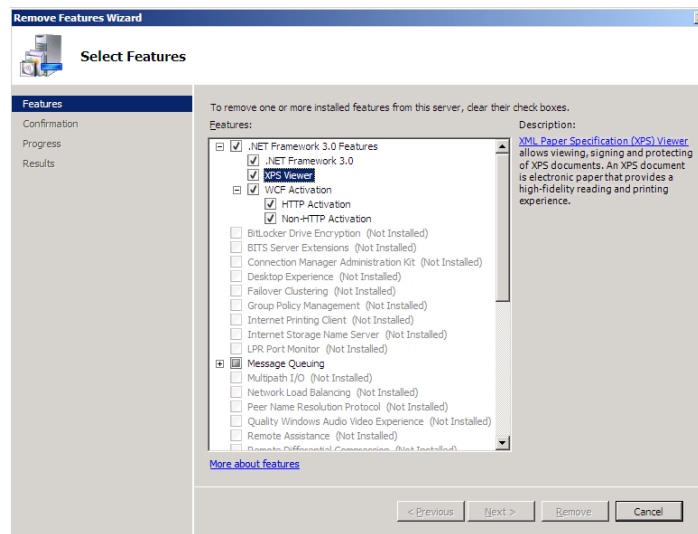 Remove Features Wizard
Select Features
Features
Confirmation
Progress
Results
To remove one or more installed features from this server, clear their check boxes.
Features:
.NET Framework 3.0 Features
.NET Framework 3.0
XPS Viewer
WCF Activation
HTTP Activation
Non-HTTP Activation
BitLocker Drive Encryption (Not Installed)
BITS Server Extensions (Not Installed)
Connection Manager Administration Kit (Not Installed)
Desktop Experience (Not Installed)
Failover Clustering (Not Installed)
Group Policy Management (Not Installed)
Internet Printing Client (Not Installed)
Internet Storage Name Server (Not Installed)
LPR Port Monitor (Not Installed)
Message Queuing
Multipath I/O (Not Installed)
Network Load Balancing (Not Installed)
Peer Name Resolution Protocol (Not Installed)
Quality Windows Audio Video Experience (Not Installed)
Remote Assistance (Not Installed)
Remote Differential Compression (Not Installed)
Description:
XML Paper Specification (XPS) Viewer
allows viewing, signing and protecting
of XPS documents. An XPS document
is electronic paper that provides a
high-fidelity reading and printing
experience.
More about features
< Previous
Next >
Remove
Cancel